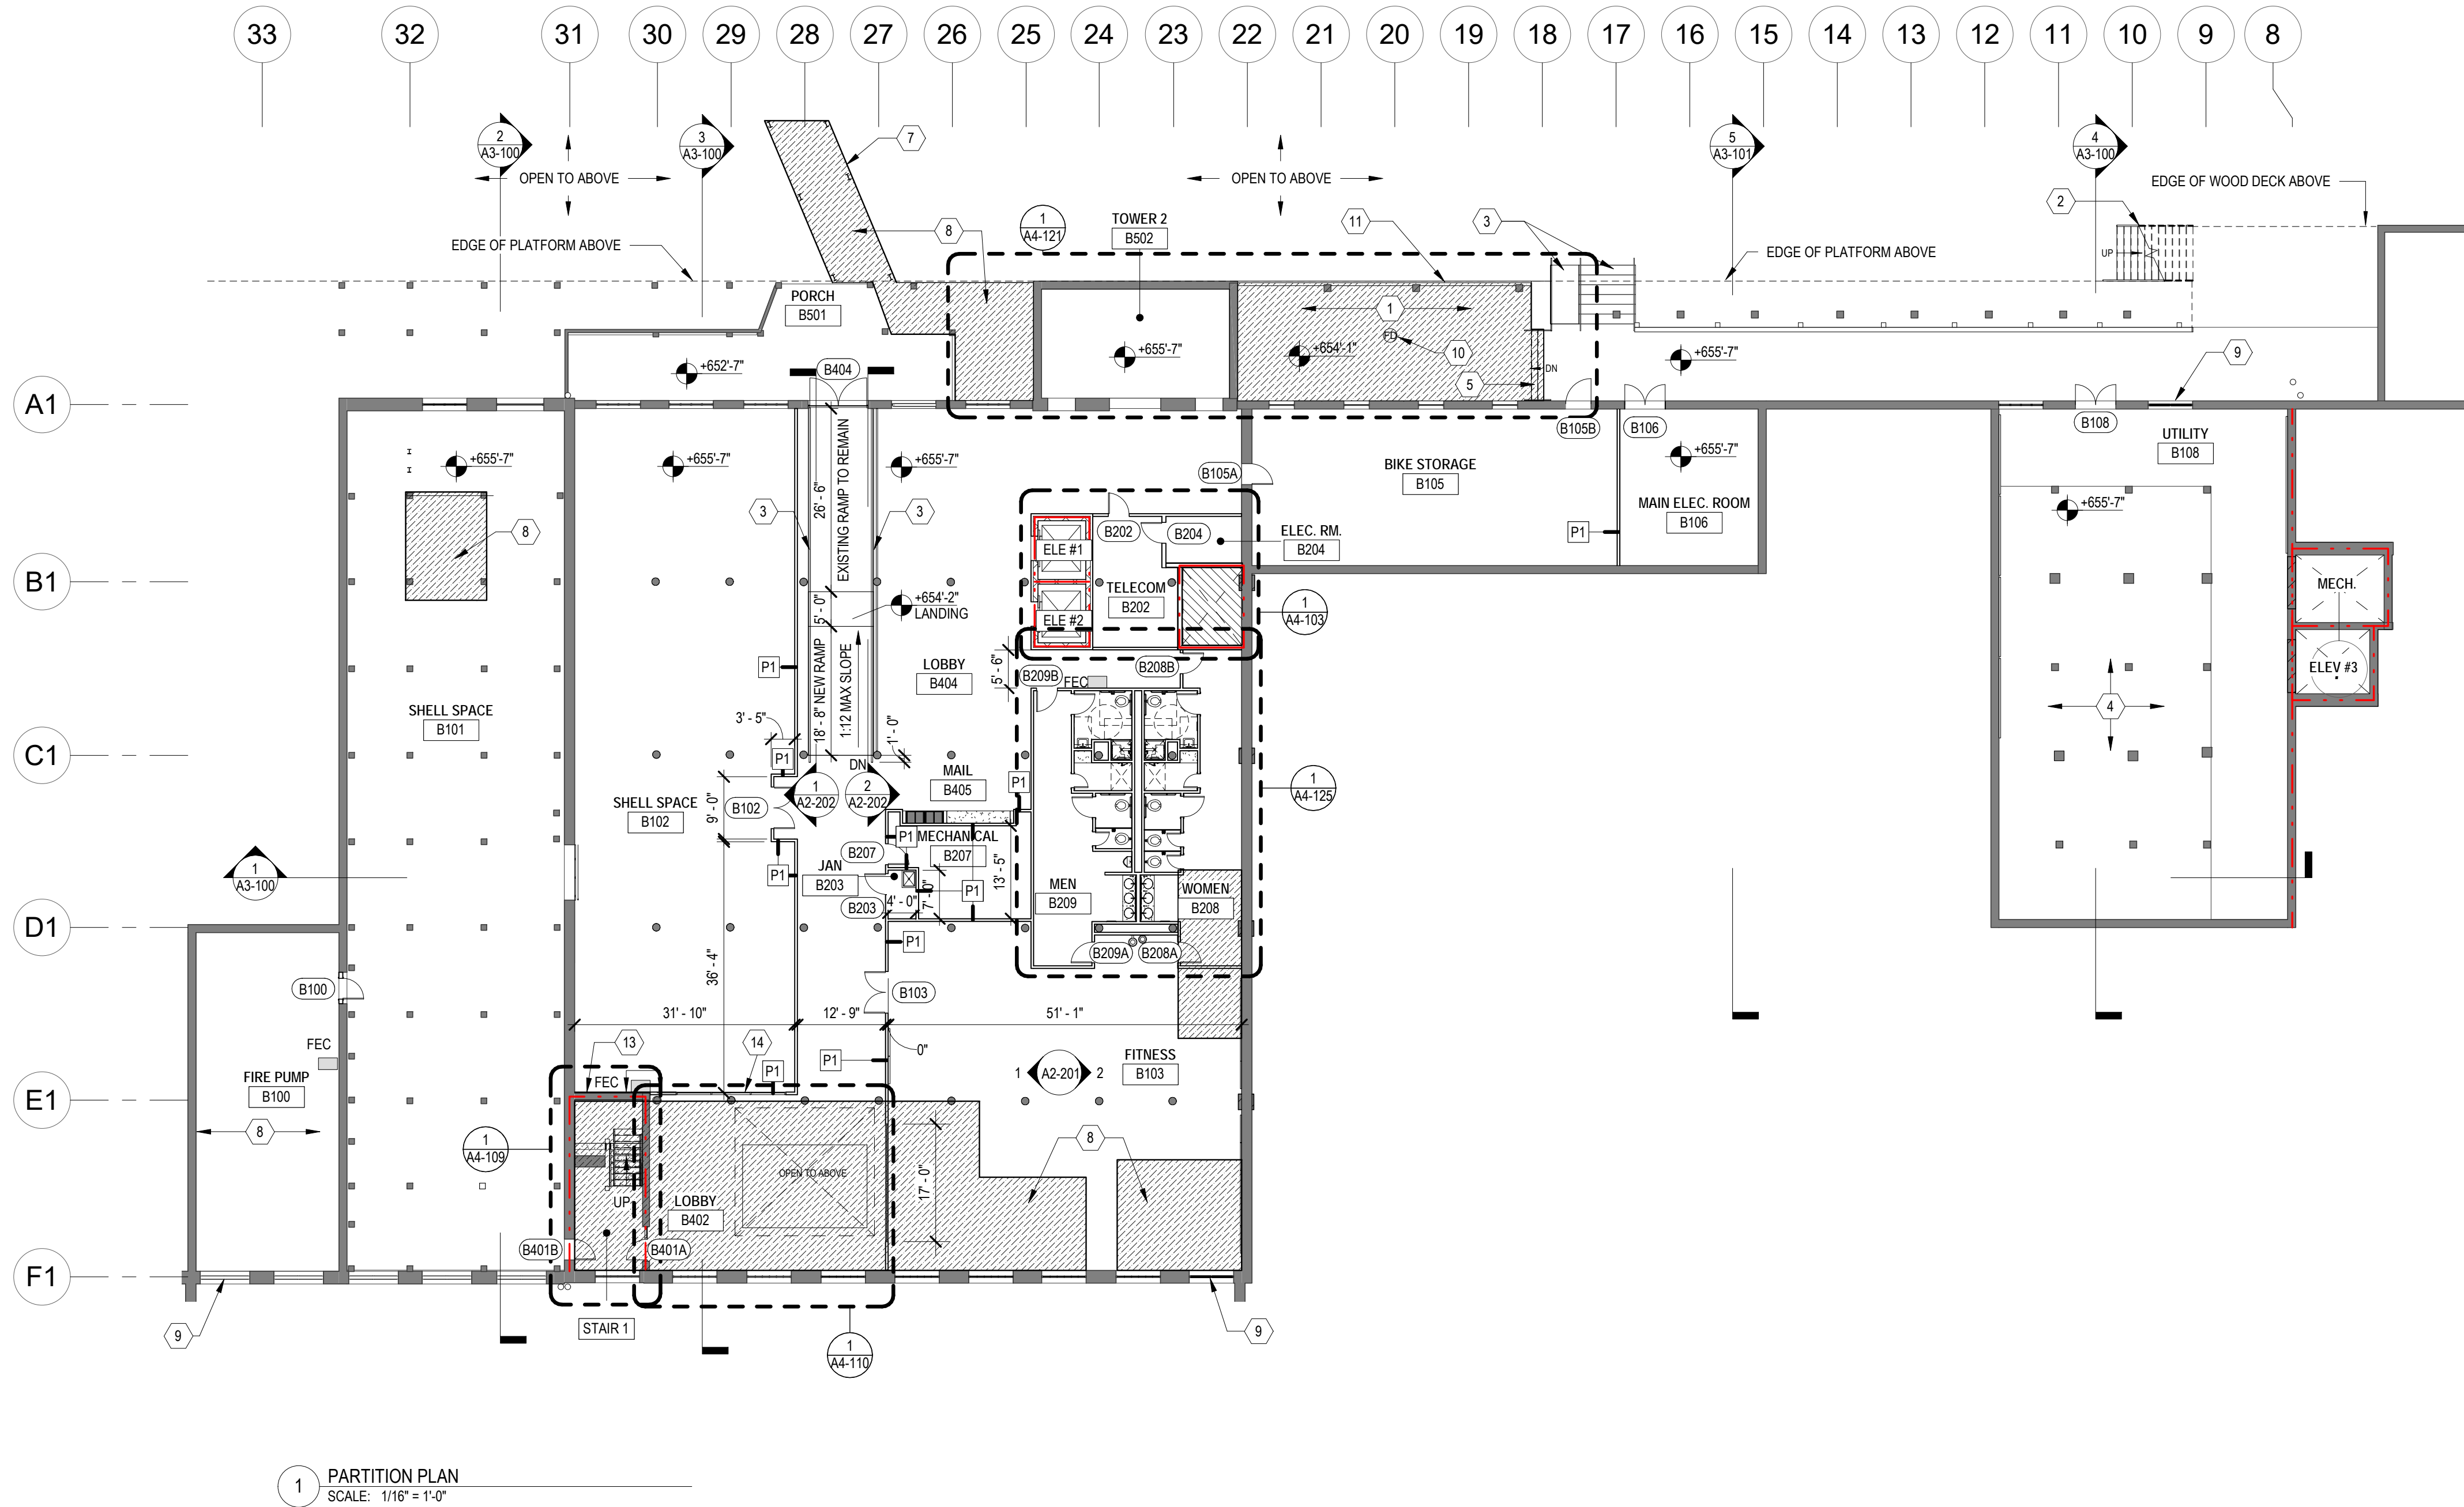 33 32 31 30 29 28 27 26 25 24 23 22 21 20 19 18 17 16 15 14 13 12 11 10 9 8
2
A3-100
3
A3-100
7
5
A3-101
4
A3-100
OPEN TO ABOVE
OPEN TO ABOVE
EDGE OF WOOD DECK ABOVE
2
1
A4-121
TOWER 2
B502
11
3
8
EDGE OF PLATFORM ABOVE
EDGE OF PLATFORM ABOVE
UP
PORCH
B501
1
FD
10
+655'-7"
+654'-1"
+655'-7"
9
+652'-7"
B404
5
DN
A1
B105B
B106
B108
UTILITY
B108
+655'-7"
+655'-7"
+655'-7"
B105A
BIKE STORAGE
B105
+655'-7"
MAIN ELEC. ROOM
B106
+655'-7"
26' - 6"
EXISTING RAMP TO REMAIN
3
3
8
P1
ELE #1
B202
B204
ELEC. RM.
B204
B1
TELECOM
B202
MECH.
+654'-2"
LANDING
5' - 0"
1
A4-103
ELE #2
18' - 8" NEW RAMP
1:12 MAX SLOPE
P1
LOBBY
B404
5' - 6"
B209B
FEC
B208B
ELEV #3
SHELL SPACE
B101
4
3' - 5"
1' - 0"
C1
P1
DN
MAIL
B405
P1
1
A2-202
2
A2-202
1
A4-125
SHELL SPACE
B102
B102
9' - 0"
P1
MECHANICAL
B207
B207
JAN
B203
P1
P1
13' - 5"
1
A3-100
MEN
B209
WOMEN
B208
B203
4' - 0"
7' - 0"
D1
P1
B209A
B208A
36' - 4"
B100
B103
31' - 10"
12' - 9"
51' - 1"
FEC
13
14
0"
P1
FITNESS
B103
1
A2-201
2
FIRE PUMP
B100
FEC
P1
E1
8
8
1
A4-109
OPEN TO ABOVE
17' - 0"
UP
LOBBY
B402
B401B
B401A
F1
9
STAIR 1
9
1
A4-110
1
PARTITION PLAN
SCALE: 1/16" = 1'-0"